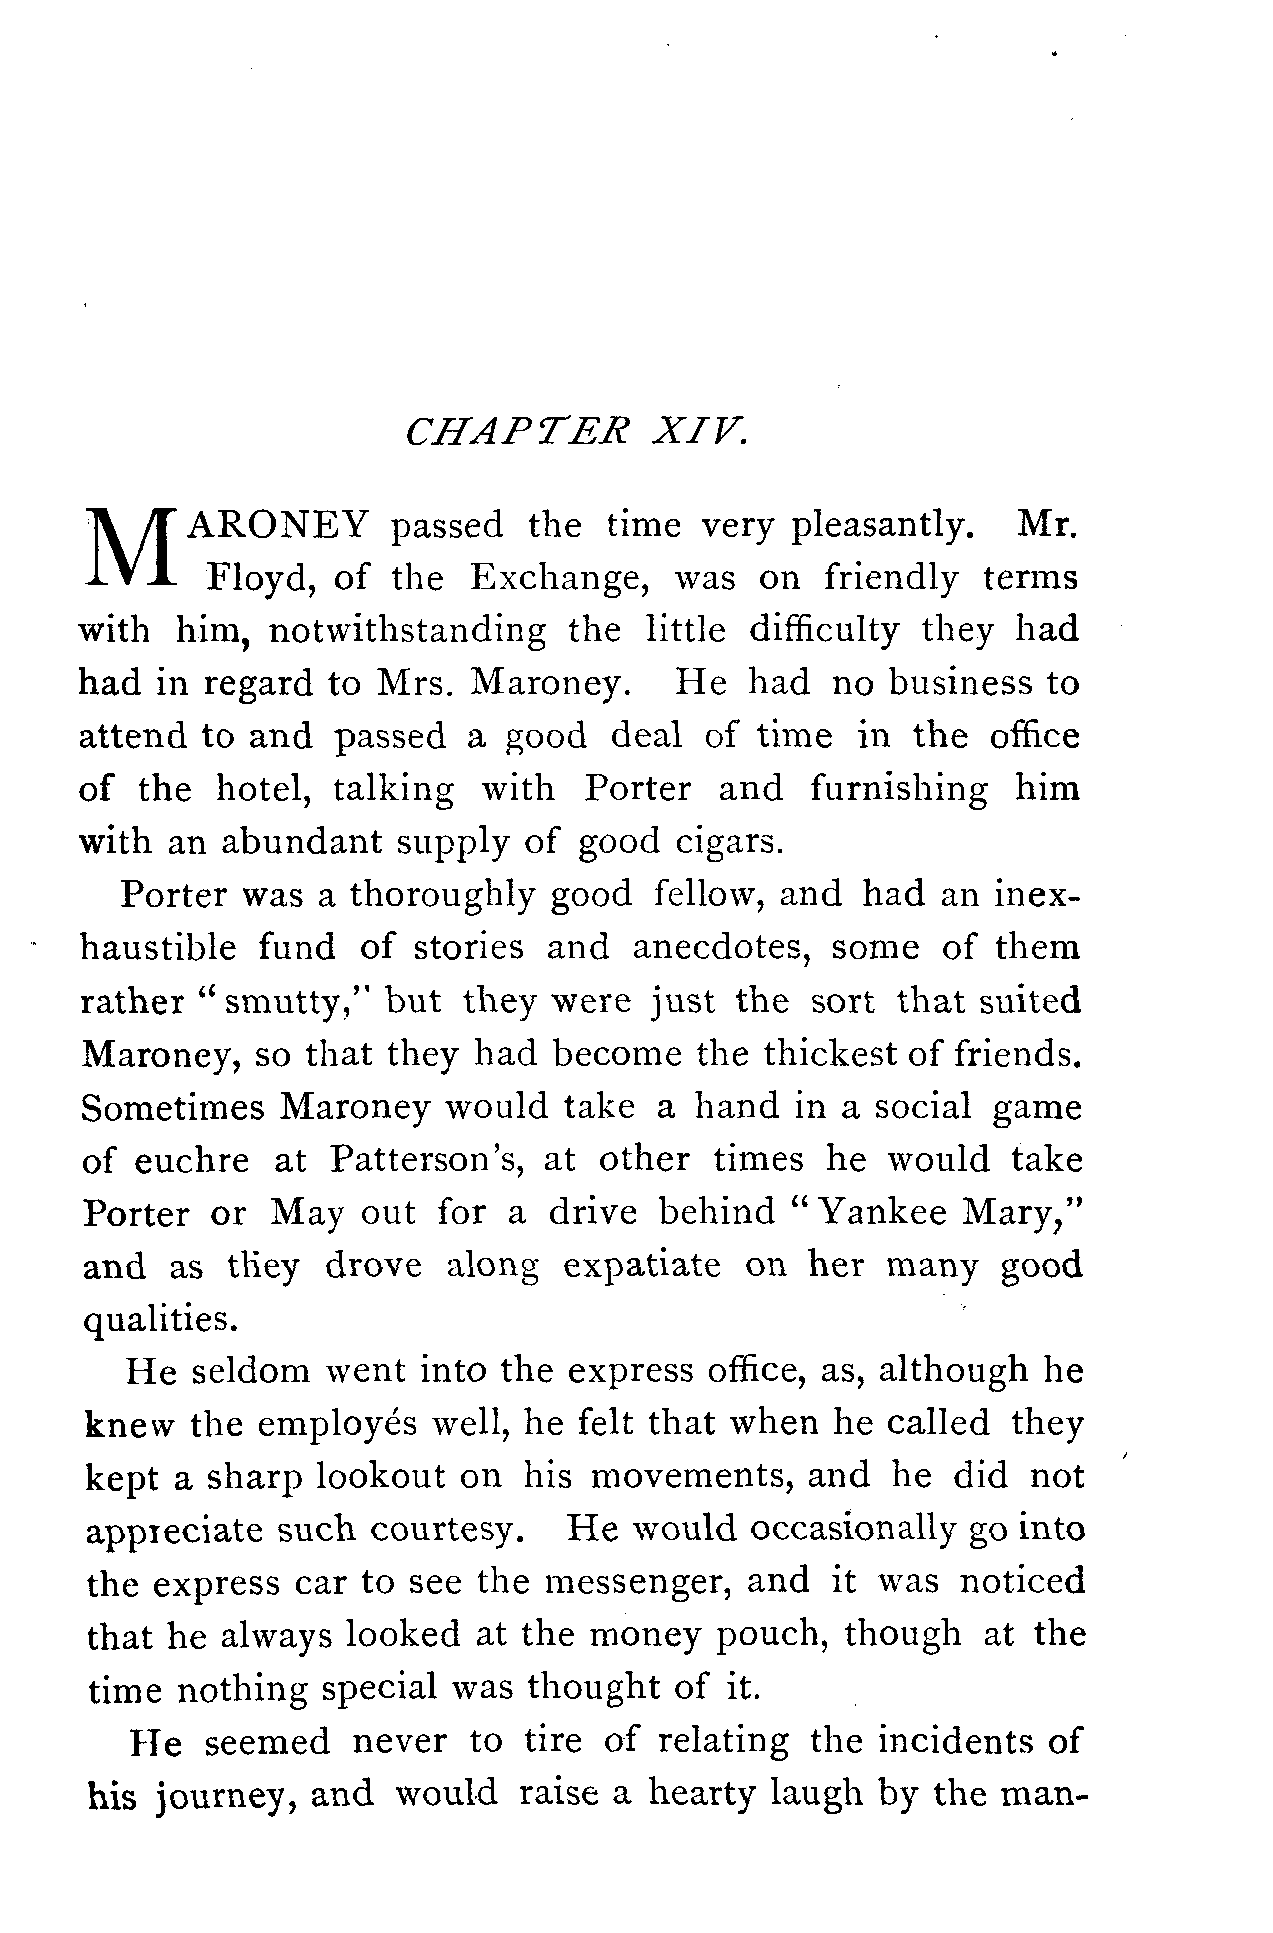 CHAPTER XIV.
MARONEY passed the time very pleasantly. Mr.
Floyd, of the Exchange, was on friendly terms
with him, notwithstanding the little difficulty they had
had in regard to Mrs. Maroney. He had no business to
attend to and passed a good deal of time in the office
of the hotel, talking with Porter and furnishing him
with an abundant supply of good cigars.
Porter was a thoroughly good fellow, and had an inex-
haustible fund of stories and anecdotes, some of them
rather "smutty," but they were just the sort that suited
Maroney, so that they had become the thickest of friends.
Sometimes Maroney would take a hand in a social game
of euchre at Patterson's, at other times he would take
Porter or May out for a drive behind "Yankee Mary,"
and as they drove along expatiate on her many good
qualities.
He seldom went into the express office, as, although he
knew the employés well, he felt that when he called they
kept a sharp lookout on his movements, and he did not
appreciate such courtesy. He would occasionally go into
the express car to see the messenger, and it was noticed
that he always looked at the money pouch, though at the
time nothing special was thought of it.
He seemed never to tire of relating the incidents of
his journey, and would raise a hearty laugh by the man-